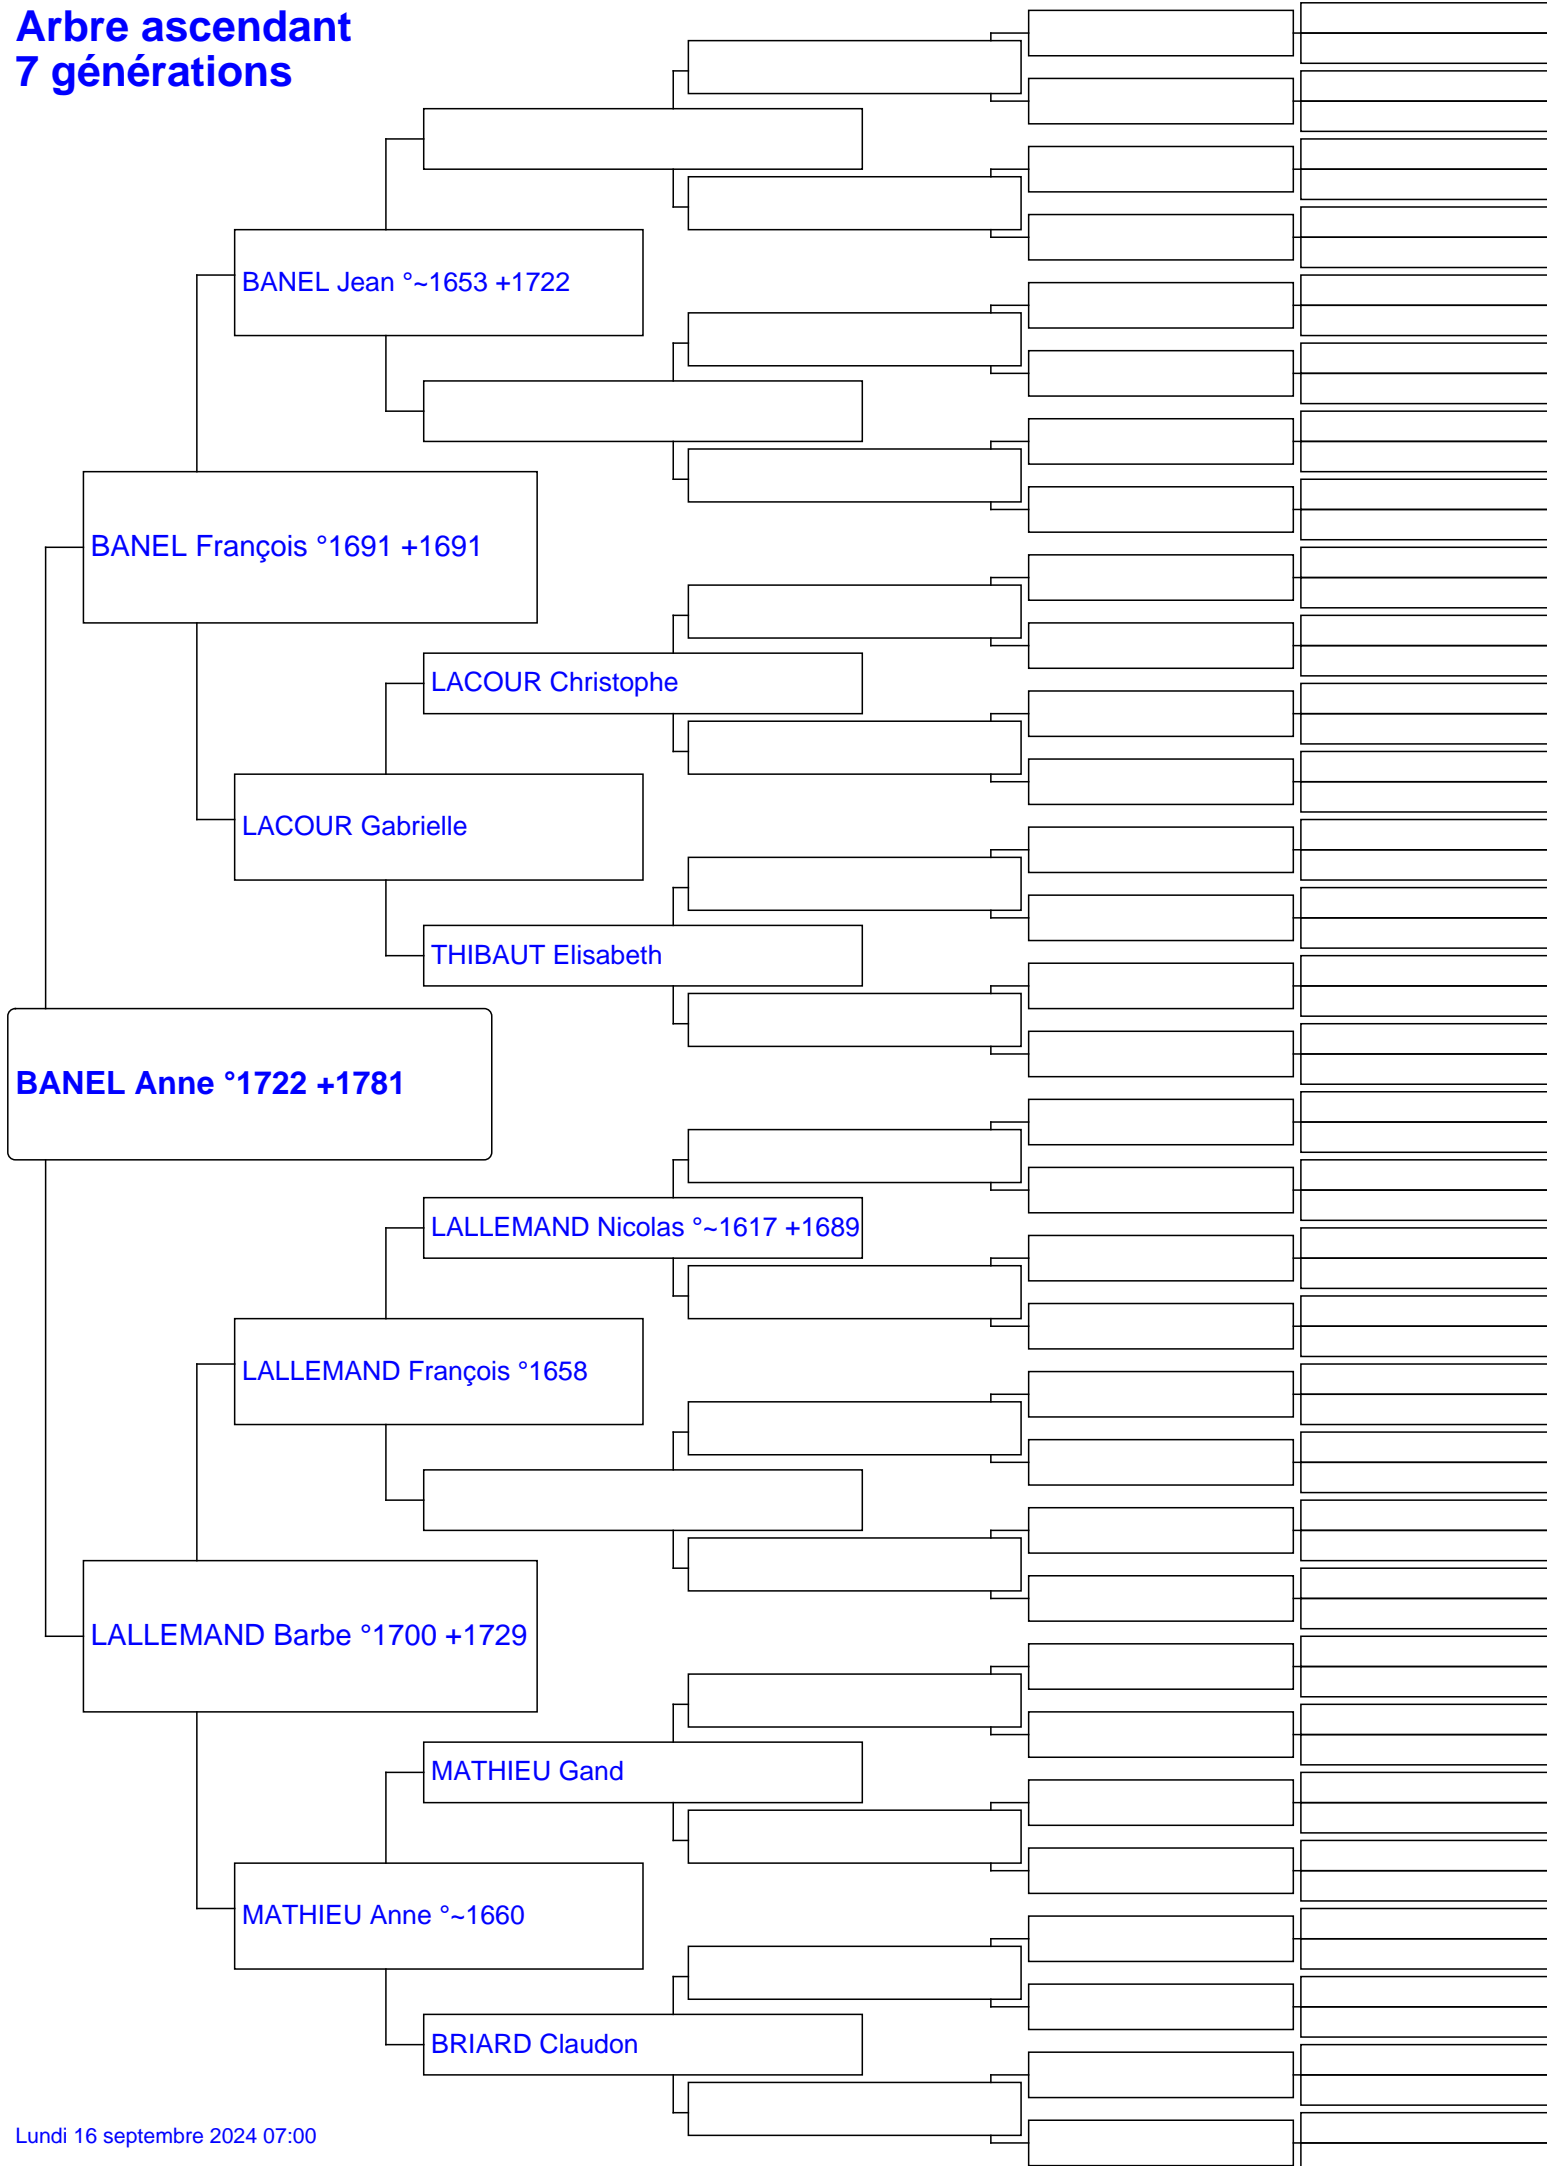 Arbre ascendant
7 générations
BANEL Jean °~1653 +1722
BANEL François °1691 +1691
LACOUR Christophe
LACOUR Gabrielle
THIBAUT Elisabeth
BANEL Anne °1722 +1781
LALLEMAND Nicolas °~1617 +1689
LALLEMAND François °1658
LALLEMAND Barbe °1700 +1729
MATHIEU Gand
MATHIEU Anne °~1660
BRIARD Claudon
Lundi 16 septembre 2024 07:00